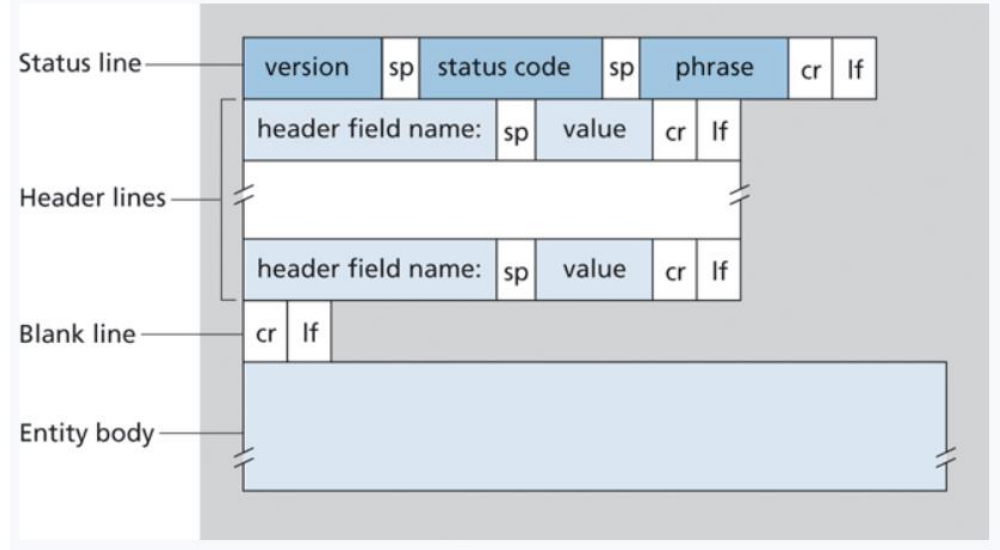 Status line version sp status code sp phrase cr lf
header field name: sp value cr lf
Header lines
header field name: sp value cr lf
Blank line cr lf
Entity body